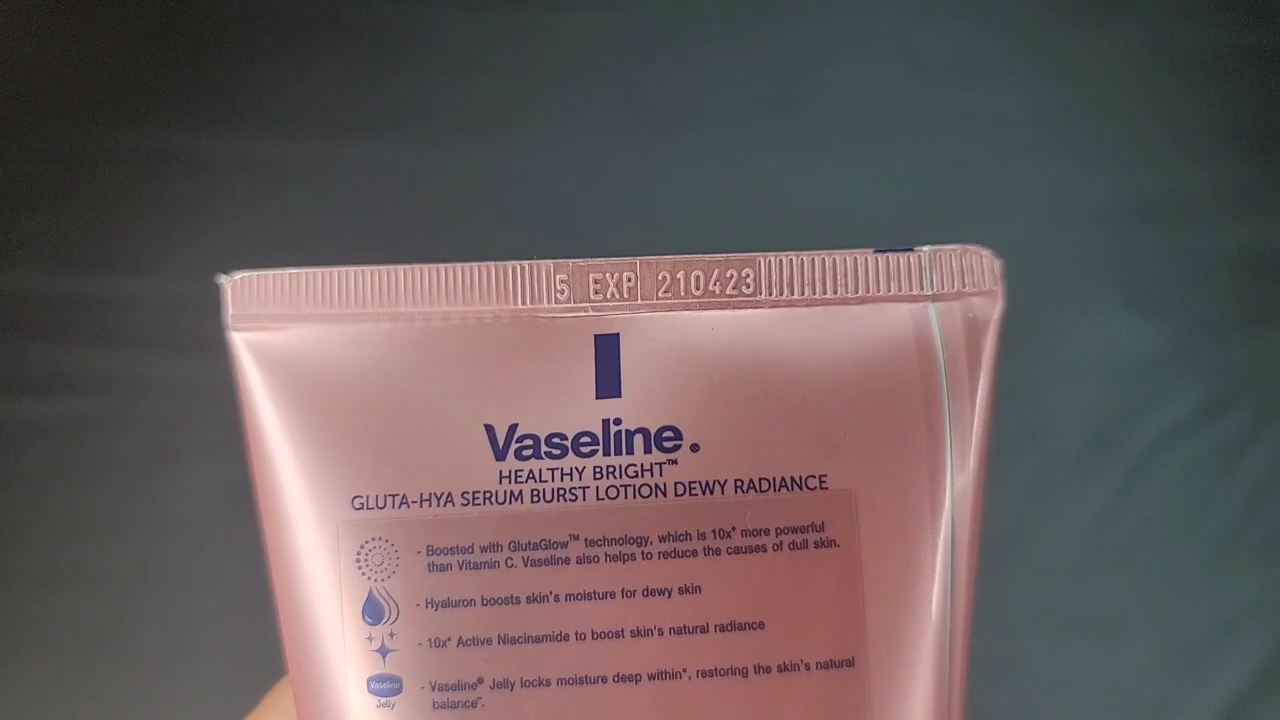 5 EXP 210423
Vaseline®
HEALTHY BRIGHT™
GLUTA-HYA SERUM BURST LOTION DEWY RADIANCE
- Boosted with GlutaGlow™ technology, which is 10x⁺ more powerful
than Vitamin C. Vaseline also helps to reduce the causes of dull skin.
- Hyaluron boosts skin's moisture for dewy skin
- 10x* Active Niacinamide to boost skin's natural radiance
- Vaseline® Jelly locks moisture deep within", restoring the skin's natural
balance".
Vaseline
Jelly